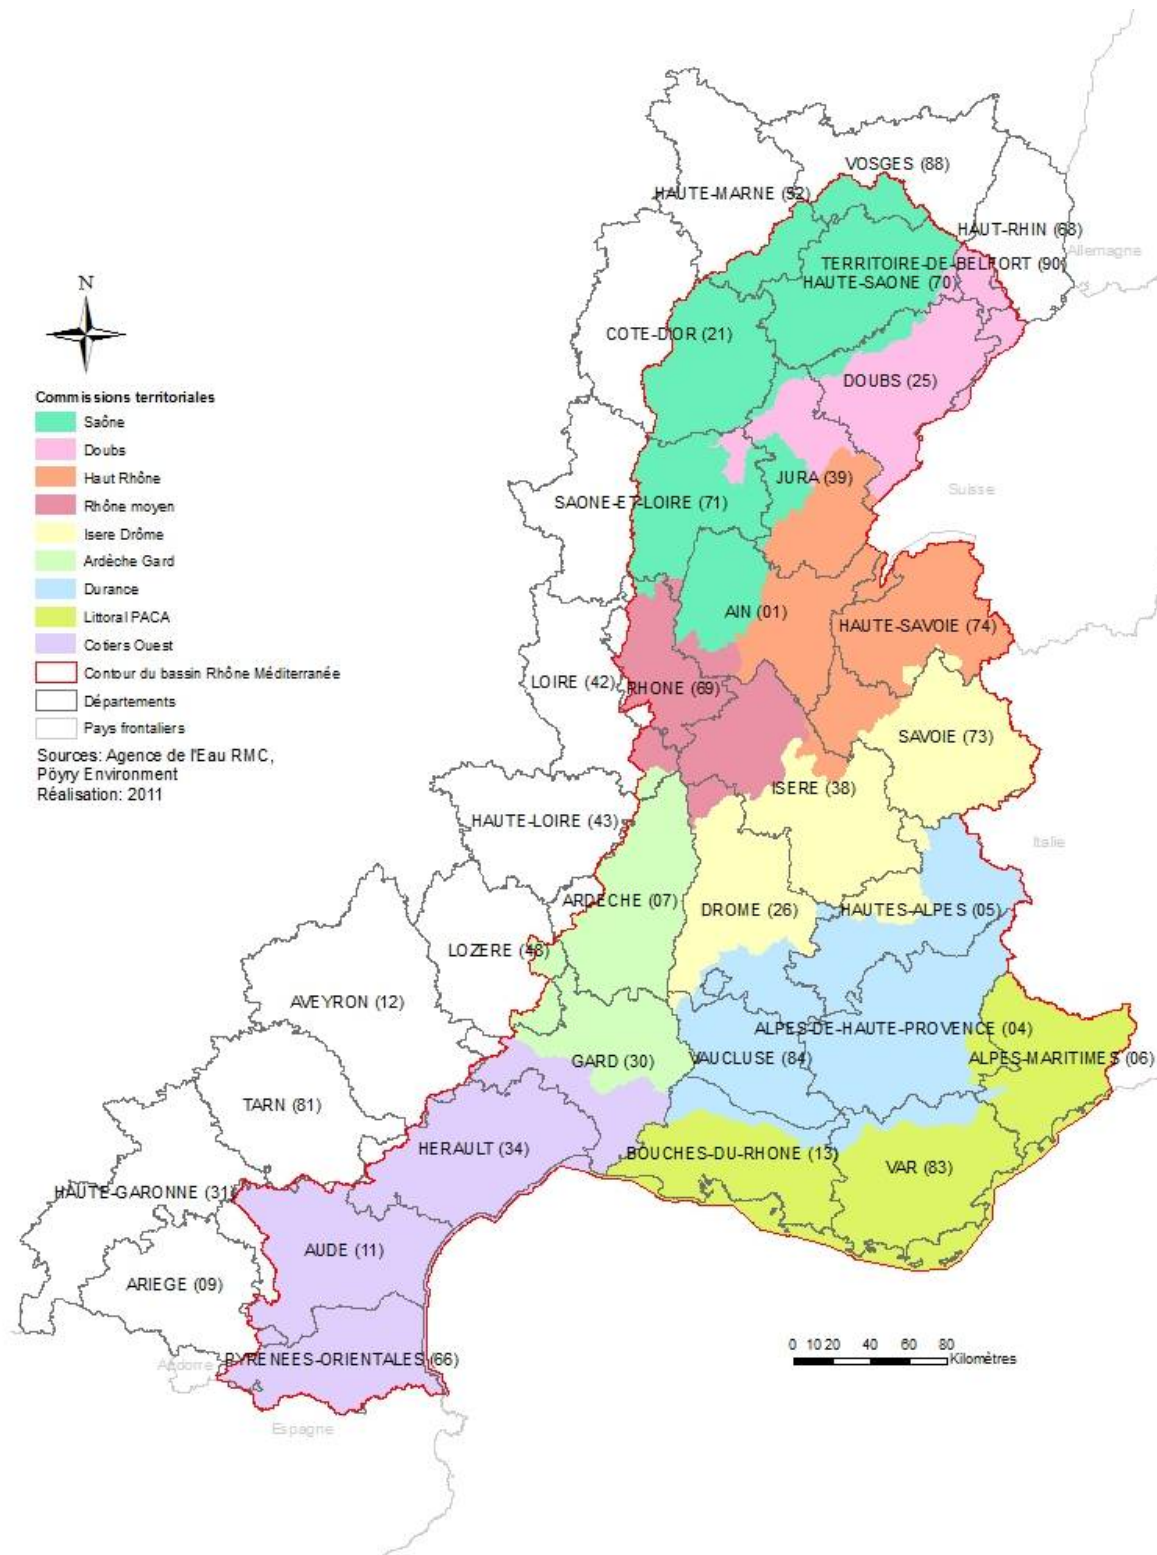 VOSGES (88)
HAUTE-MARNE (52)
HAUT-RHIN (68)
Allemagne
TERRITOIRE-DE-BELFORT (90)
HAUTE-SAONE (70)
N
COTE-D'OR (21)
DOUBS (25)
Commissions territoriales
Saône
Doubs
Haut Rhône
Rhône moyen
Isere Drôme
Ardèche Gard
Durance
Littoral PACA
Cotiers Ouest
Contour du bassin Rhône Méditerranée
Départements
Pays frontaliers
Sources: Agence de l'Eau RMC,
Pöyry Environment
Réalisation: 2011
JURA (39)
Suisse
SAONE-ET-LOIRE (71)
AIN (01)
HAUTE-SAVOIE (74)
LOIRE (42)
RHONE (69)
SAVOIE (73)
ISERE (38)
HAUTE-LOIRE (43)
Italie
ARDECHE (07)
DROME (26)
HAUTES-ALPES (05)
LOZERE (48)
AVEYRON (12)
ALPES-DE-HAUTE-PROVENCE (04)
GARD (30)
VAUCLUSE (84)
ALPES-MARITIMES (06)
TARN (81)
HERAULT (34)
BOUCHES-DU-RHONE (13)
VAR (83)
HAUTE-GARONNE (31)
AUDE (11)
ARIEGE (09)
PYRENEES-ORIENTALES (66)
Andorre
Espagne
0 10 20 40 60 80
Kilomètres